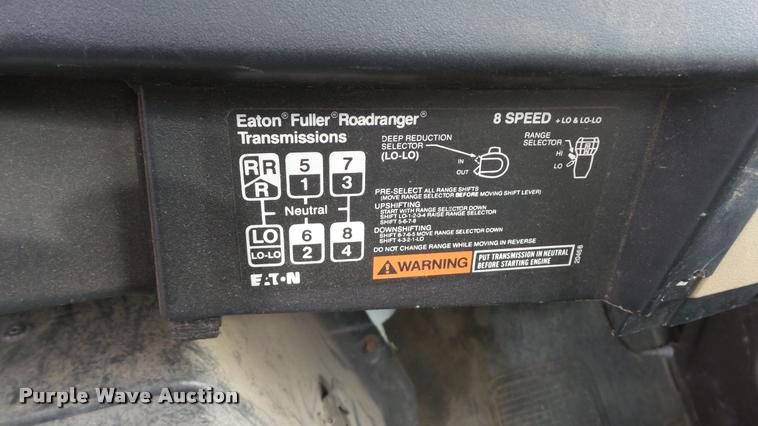 Eaton® Fuller® Roadranger® 8 SPEED + LO & LO-LO
Transmissions
DEEP REDUCTION
SELECTOR
(LO-LO)
IN
OUT
RANGE
SELECTOR
HI
LO
R R 5 7
R 1 3
Neutral
LO 6 8
LO-LO 2 4
PRE-SELECT ALL RANGE SHIFTS
(MOVE RANGE SELECTOR BEFORE MOVING SHIFT LEVER)
UPSHIFTING
START WITH RANGE SELECTOR DOWN
SHIFT LO-1-2-3-4 RAISE RANGE SELECTOR
SHIFT 5-6-7-8
DOWNSHIFTING
SHIFT 8-7-6-5 MOVE RANGE SELECTOR DOWN
SHIFT 4-3-2-1-LO
DO NOT CHANGE RANGE WHILE MOVING IN REVERSE
WARNING
PUT TRANSMISSION IN NEUTRAL
BEFORE STARTING ENGINE
20468
EATON
Purple Wave Auction